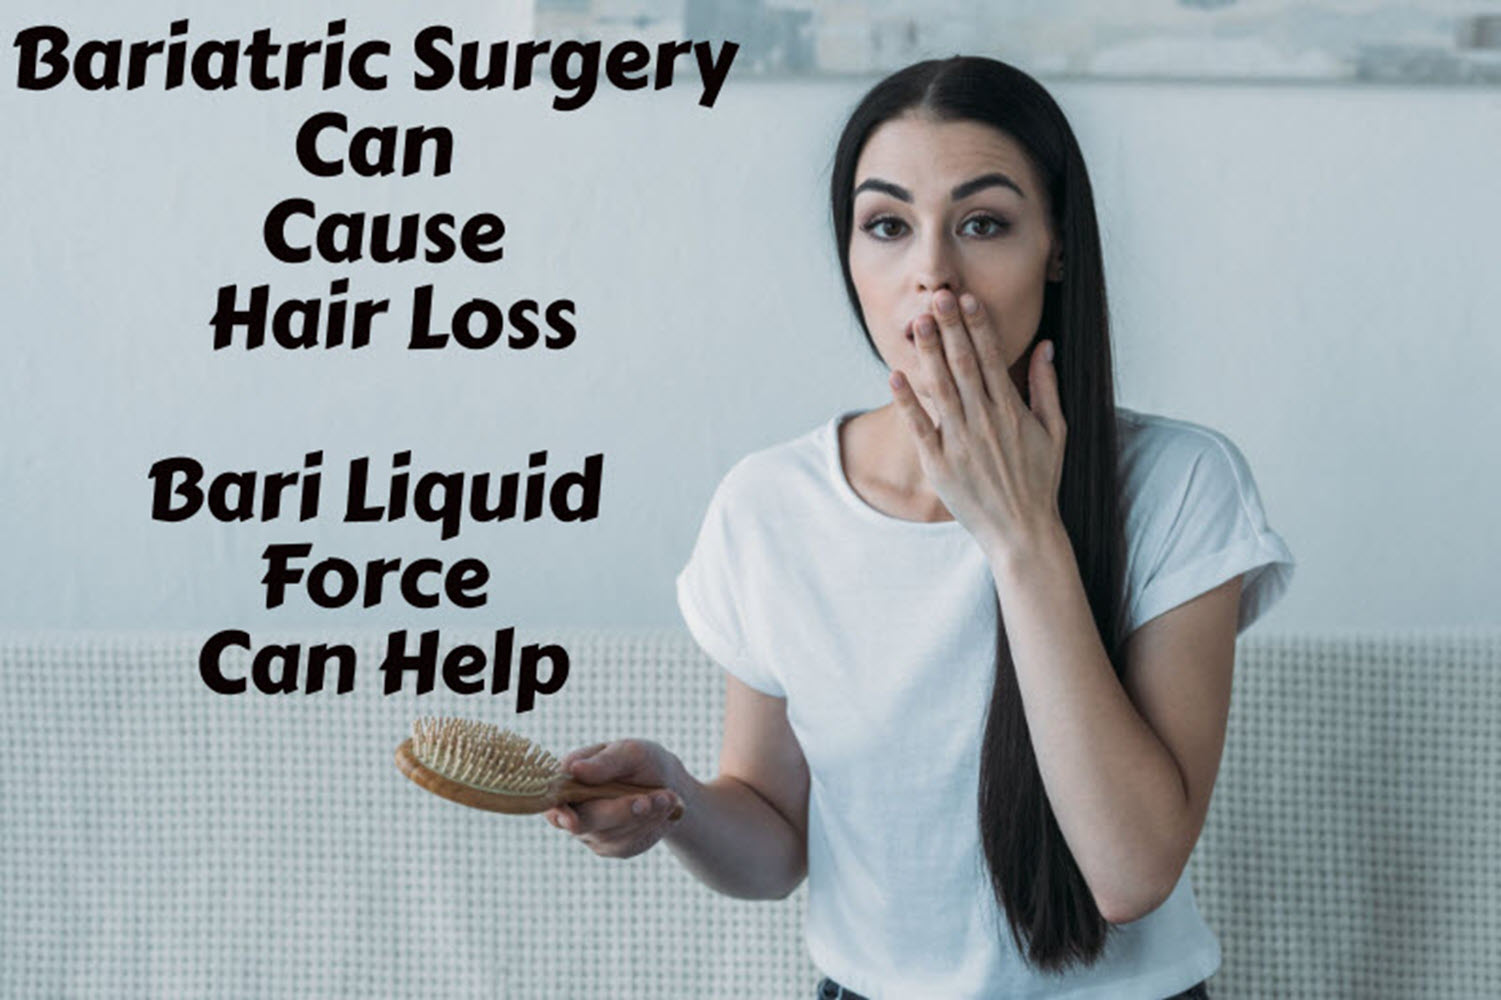 Bariatric Surgery
Can
Cause
Hair Loss
Bari Liquid
Force
Can Help